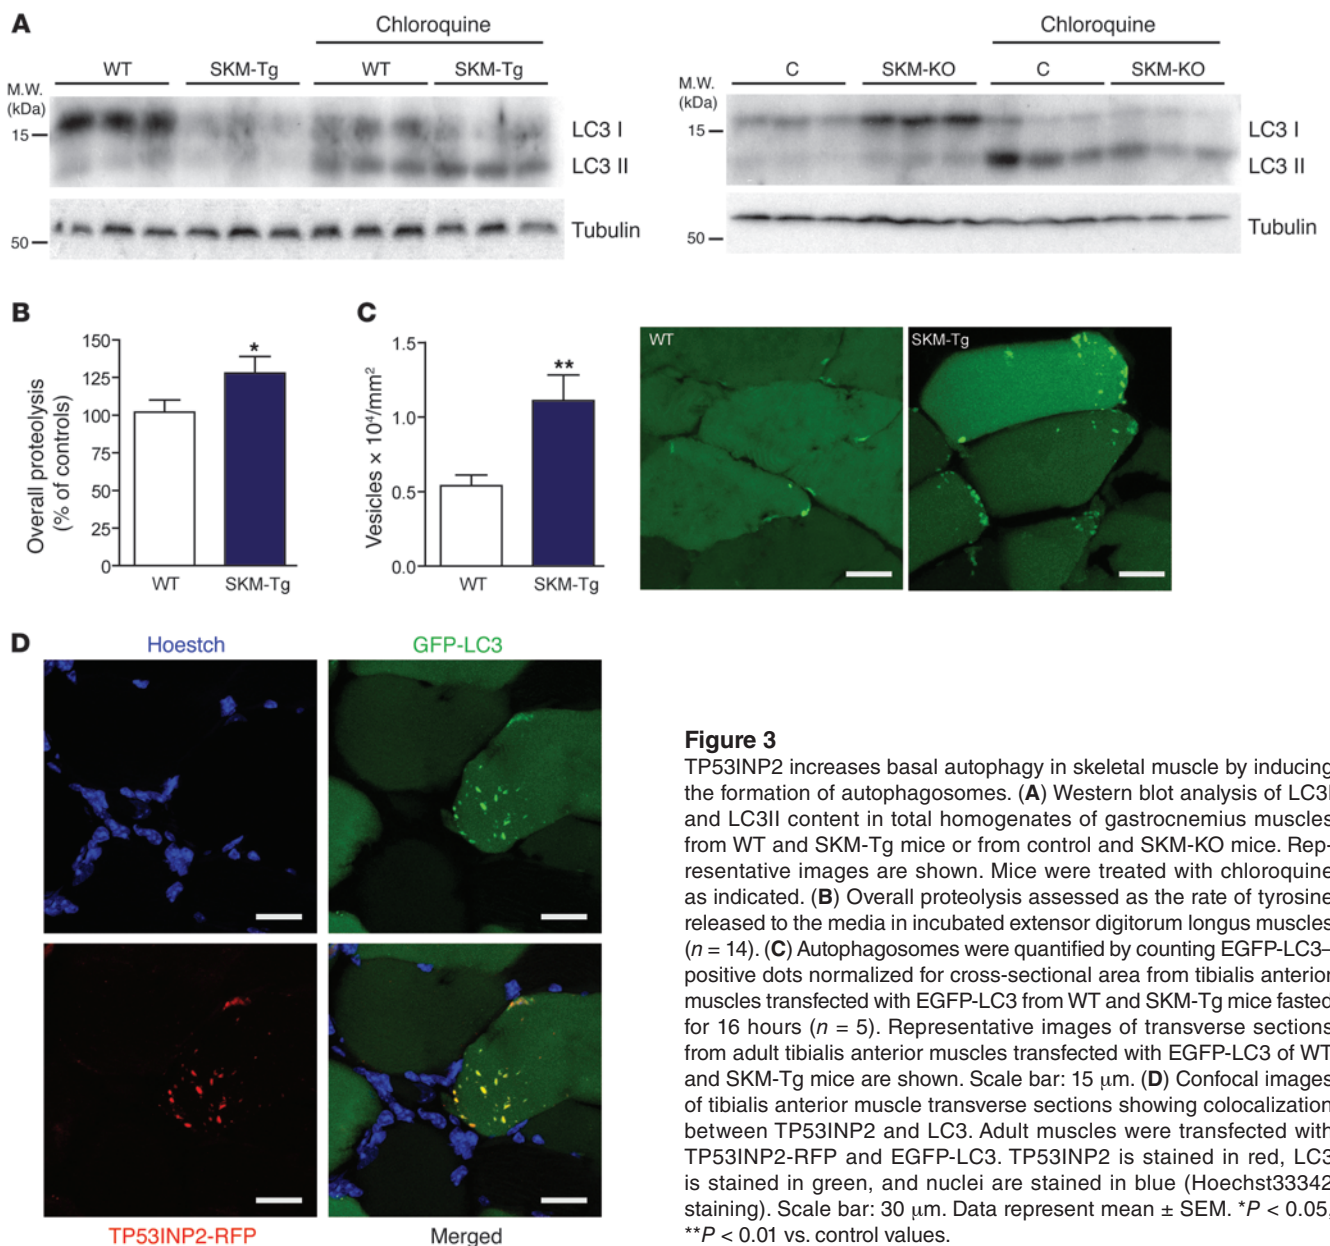 A
Chloroquine
WT SKM-Tg WT SKM-Tg
M.W.
(kDa)
15
LC3 I
LC3 II
50
Tubulin
Chloroquine
C SKM-KO C SKM-KO
M.W.
(kDa)
15
LC3 I
LC3 II
50
Tubulin
B
Overall proteolysis
(% of controls)
150
125
100
75
50
25
0
*
WT SKM-Tg
C
Vesicles × 10⁴/mm²
1.5
1.0
0.5
0.0
**
WT SKM-Tg
WT
SKM-Tg
D
Hoestch
GFP-LC3
TP53INP2-RFP
Merged
Figure 3
TP53INP2 increases basal autophagy in skeletal muscle by inducing
the formation of autophagosomes. (A) Western blot analysis of LC3I
and LC3II content in total homogenates of gastrocnemius muscles
from WT and SKM-Tg mice or from control and SKM-KO mice. Rep-
resentative images are shown. Mice were treated with chloroquine
as indicated. (B) Overall proteolysis assessed as the rate of tyrosine
released to the media in incubated extensor digitorum longus muscles
(n = 14). (C) Autophagosomes were quantified by counting EGFP-LC3–
positive dots normalized for cross-sectional area from tibialis anterior
muscles transfected with EGFP-LC3 from WT and SKM-Tg mice fasted
for 16 hours (n = 5). Representative images of transverse sections
from adult tibialis anterior muscles transfected with EGFP-LC3 of WT
and SKM-Tg mice are shown. Scale bar: 15 μm. (D) Confocal images
of tibialis anterior muscle transverse sections showing colocalization
between TP53INP2 and LC3. Adult muscles were transfected with
TP53INP2-RFP and EGFP-LC3. TP53INP2 is stained in red, LC3
is stained in green, and nuclei are stained in blue (Hoechst33342
staining). Scale bar: 30 μm. Data represent mean ± SEM. *P < 0.05,
**P < 0.01 vs. control values.